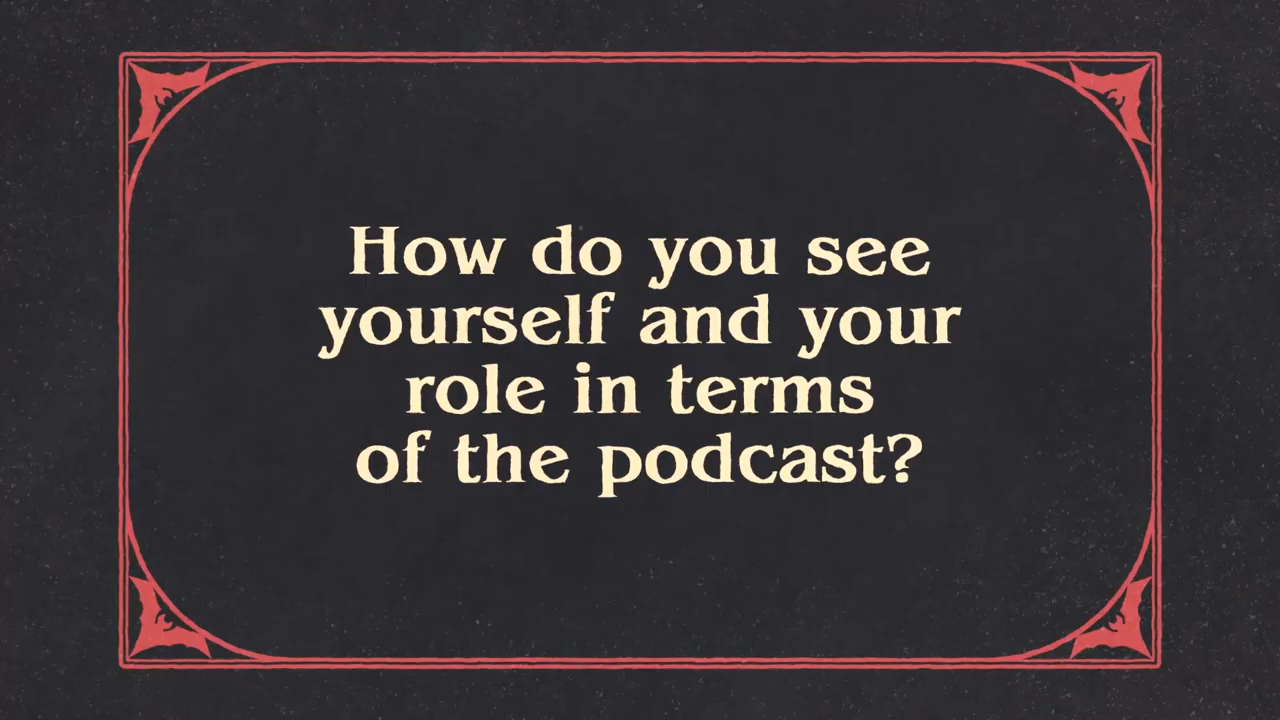 How do you see
yourself and your
role in terms
of the podcast?